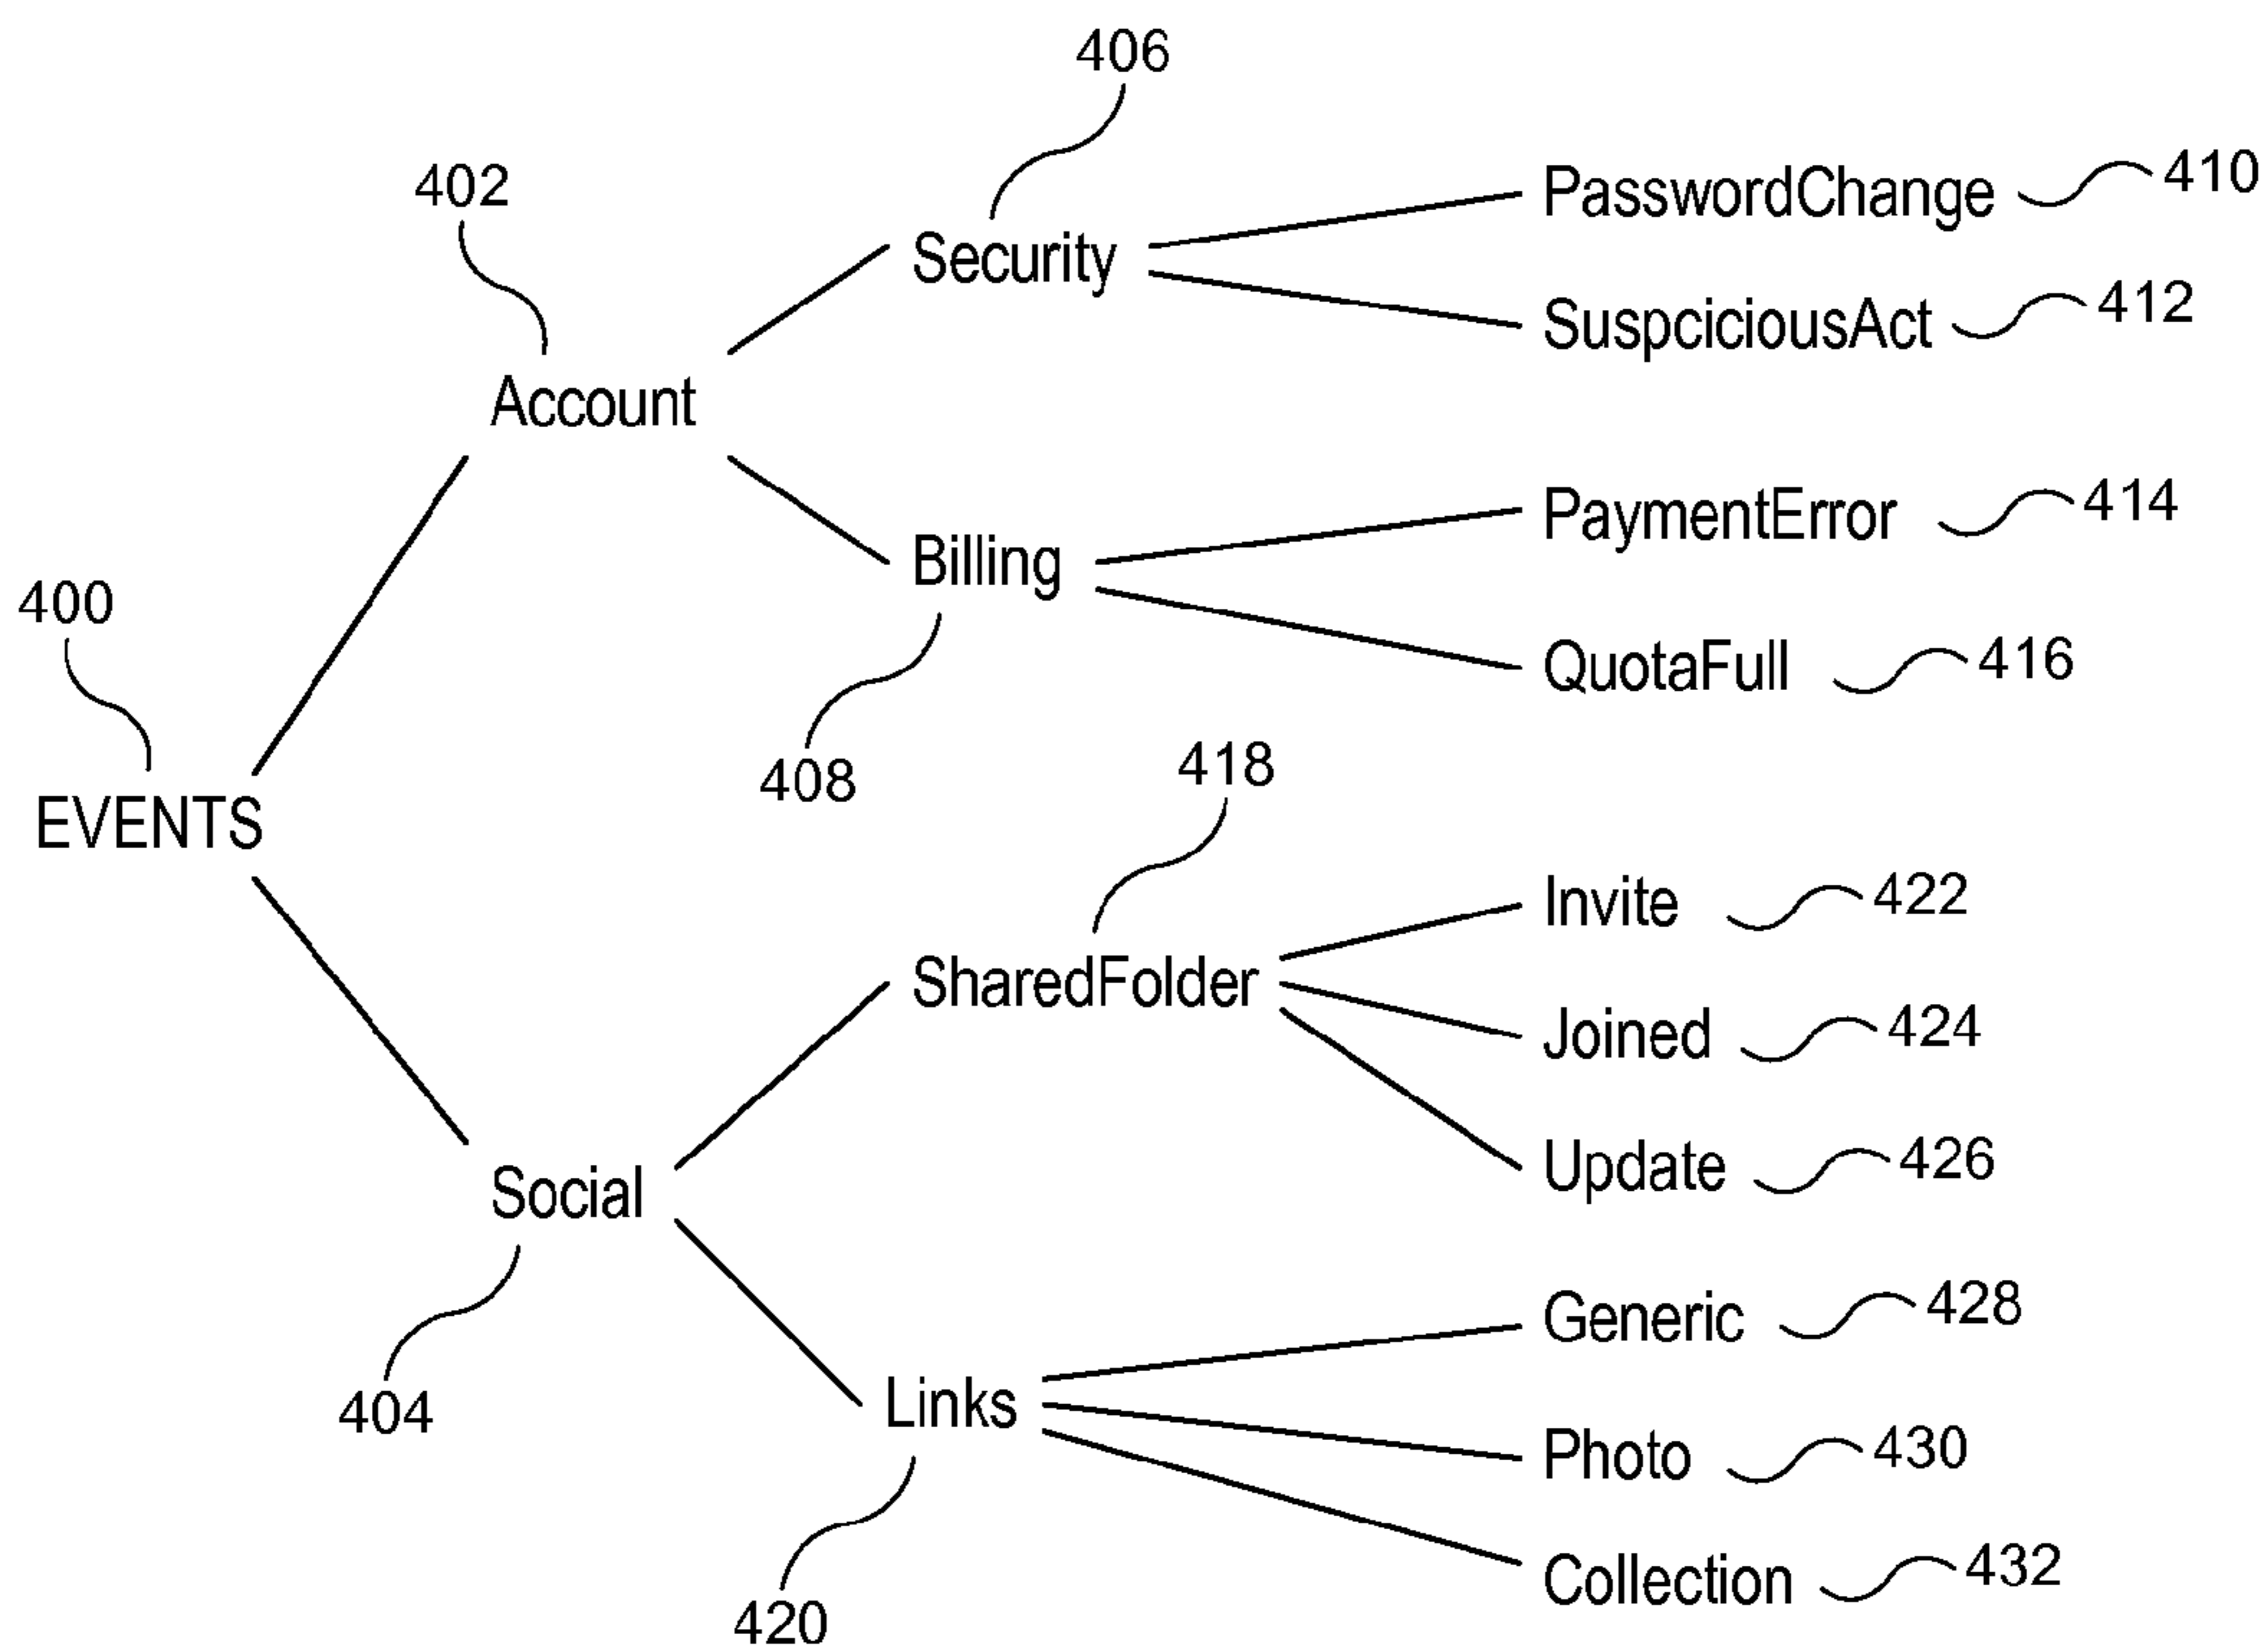 406
402
PasswordChange 410
Security
SuspciciousAct 412
Account
PaymentError 414
Billing
400
QuotaFull 416
418
408
EVENTS
Invite 422
SharedFolder
Joined 424
Update 426
Social
Generic 428
404
Links
Photo 430
Collection 432
420